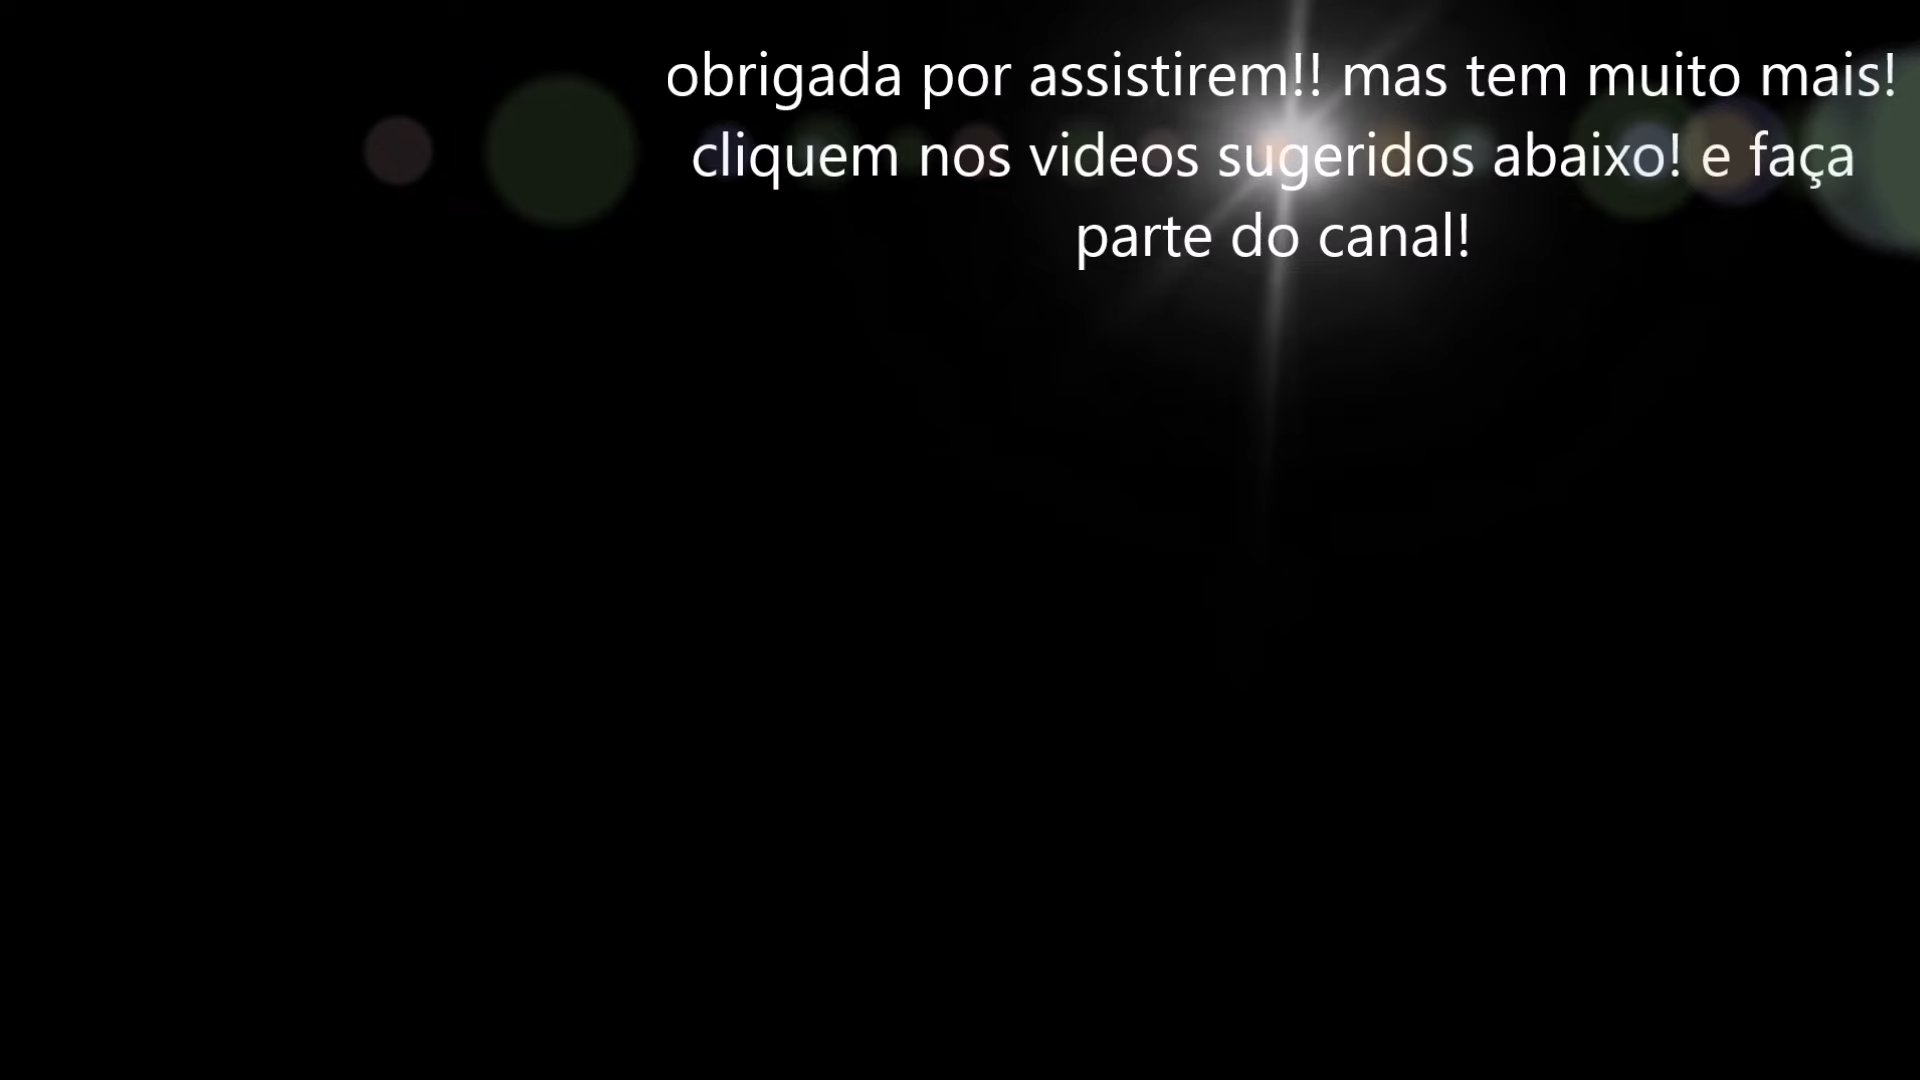 obrigada por assistirem!! mas tem muito mais!
cliquem nos videos sugeridos abaixo! e faça
parte do canal!